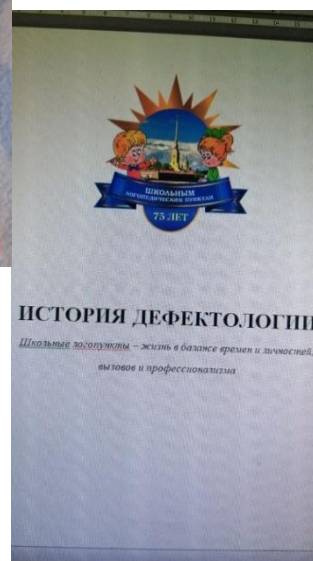 ШКОЛЬНЫМ
ЛОГОПЕДИЧЕСКИМ ПУНКТАМ
75 ЛЕТ
ИСТОРИЯ ДЕФЕКТОЛОГИИ
Школьные логопункты – жизнь в балансе времен и личностей,
вызовов и профессионализма